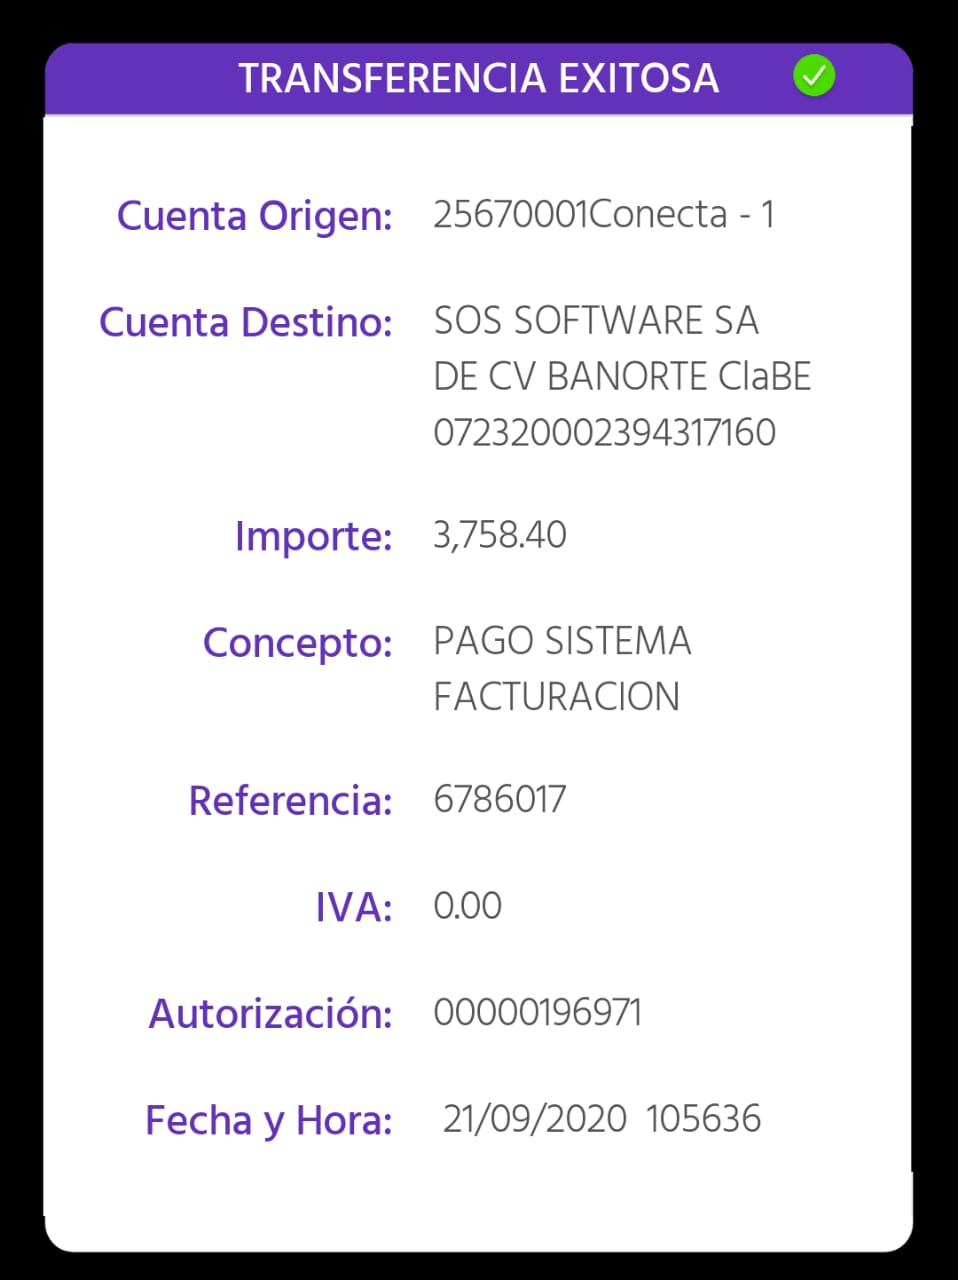 TRANSFERENCIA EXITOSA
Cuenta Origen: 25670001Conecta - 1
Cuenta Destino: SOS SOFTWARE SA
DE CV BANORTE ClaBE
072320002394317160
Importe: 3,758.40
Concepto: PAGO SISTEMA
FACTURACION
Referencia: 6786017
IVA: 0.00
Autorización: 00000196971
Fecha y Hora: 21/09/2020 105636